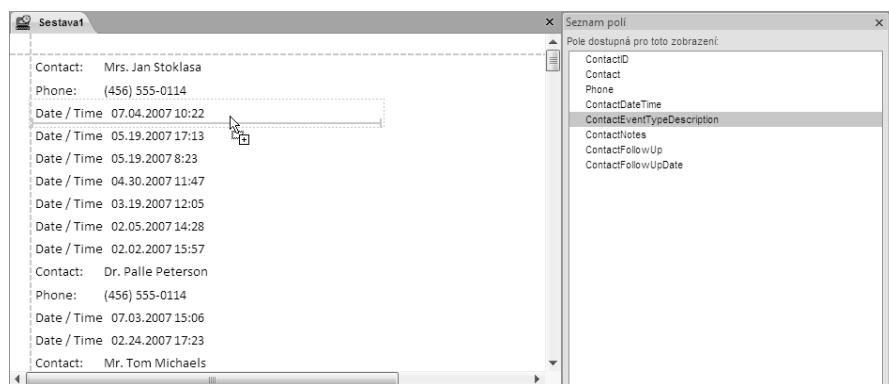 Sestava1
Contact: Mrs. Jan Stoklasa
Phone: (456) 555-0114
Date / Time 07.04.2007 10:22
Date / Time 05.19.2007 17:13
Date / Time 05.19.2007 8:23
Date / Time 04.30.2007 11:47
Date / Time 03.19.2007 12:05
Date / Time 02.05.2007 14:28
Date / Time 02.02.2007 15:57
Contact: Dr. Palle Peterson
Phone: (456) 555-0114
Date / Time 07.03.2007 15:06
Date / Time 02.24.2007 17:23
Contact: Mr. Tom Michaels
Seznam polí
Pole dostupná pro toto zobrazení:
ContactID
Contact
Phone
ContactDateTime
ContactEventTypeDescription
ContactNotes
ContactFollowUp
ContactFollowUpDate